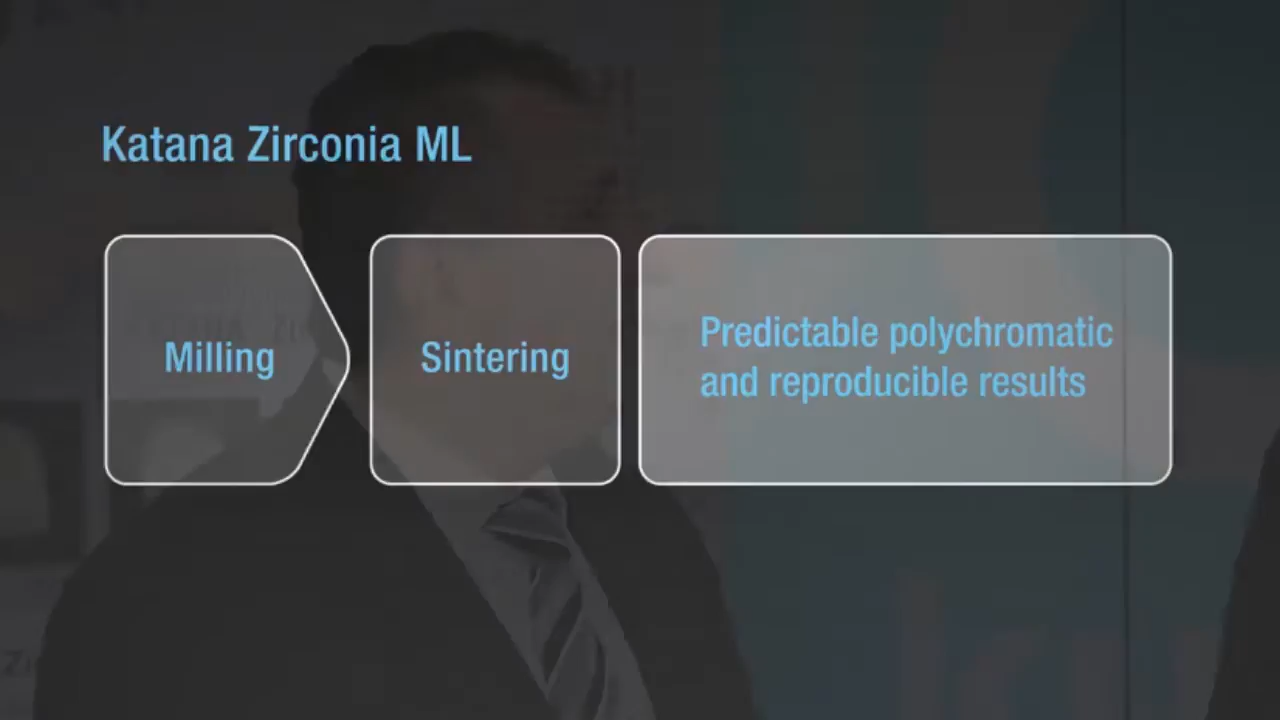 Katana Zirconia ML
Milling
Sintering
Predictable polychromatic
and reproducible results